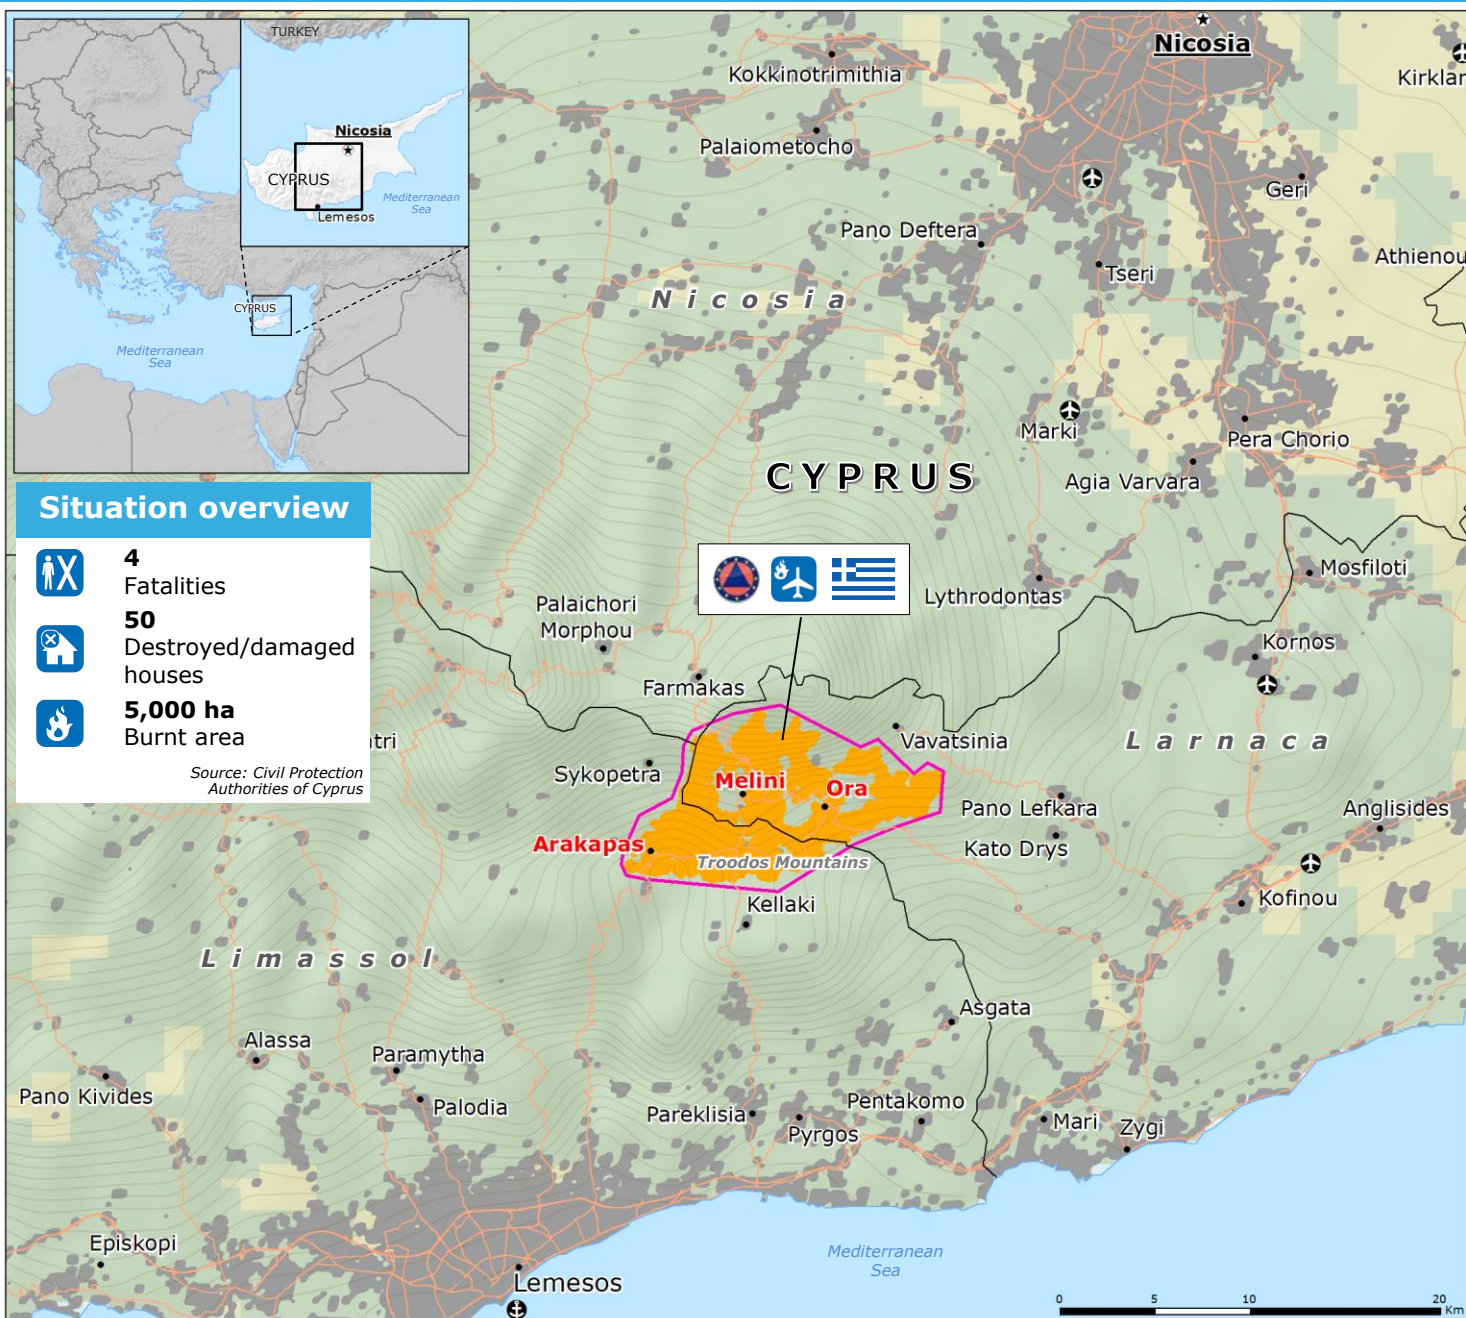 TURKEY
Nicosia
CYPRUS
Lemesos
Mediterranean
Sea
CYPRUS
Mediterranean
Sea
Situation overview
4
Fatalities
50
Destroyed/damaged
houses
5,000 ha
Burnt area
Source: Civil Protection
Authorities of Cyprus
Nicosia
Kokkinotrimithia
Palaiometocho
Geri
Pano Deftera
Athienou
Tseri
Nicosia
Marki
Pera Chorio
CYPRUS
Agia Varvara
Mosfiloti
Lythrodontas
Palaichori
Morphou
Kornos
Farmakas
Vavatsinia
Larnaca
Sykopetra
Melini
Ora
Pano Lefkara
Anglisides
Arakapas
Kato Drys
Troodos Mountains
Kellaki
Kofinou
Limassol
Asgata
Alassa
Paramytha
Pano Kivides
Palodia
Pareklisia
Pentakomo
Pyrgos
Mari
Zygi
Episkopi
Mediterranean
Sea
Lemesos
0 5 10 20
Km